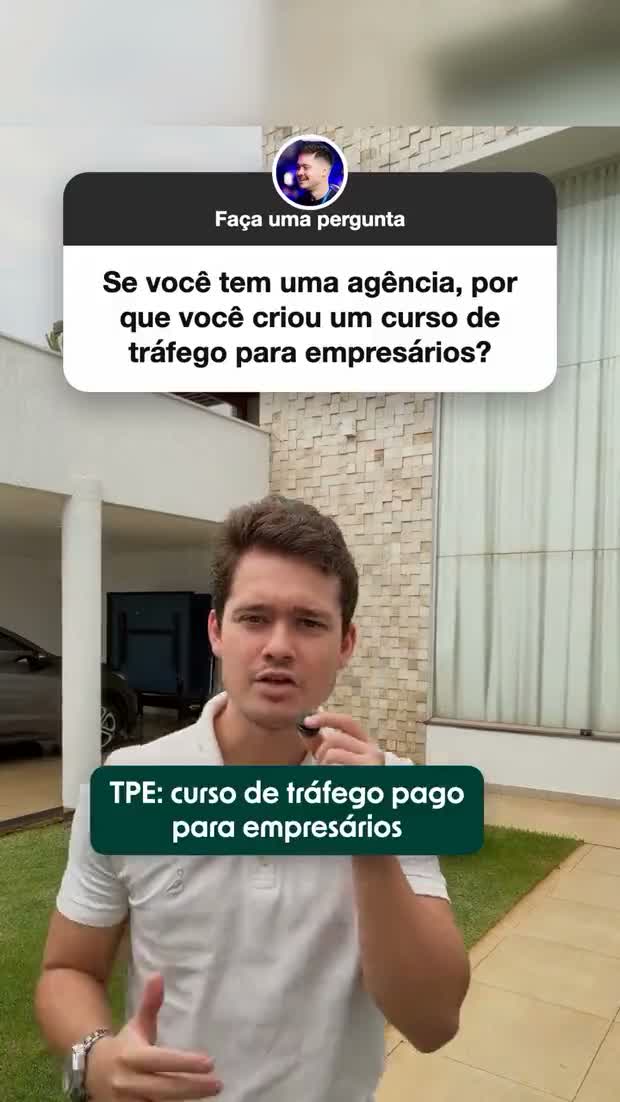 Faça uma pergunta
Se você tem uma agência, por
que você criou um curso de
tráfego para empresários?
TPE: curso de tráfego pago
para empresários